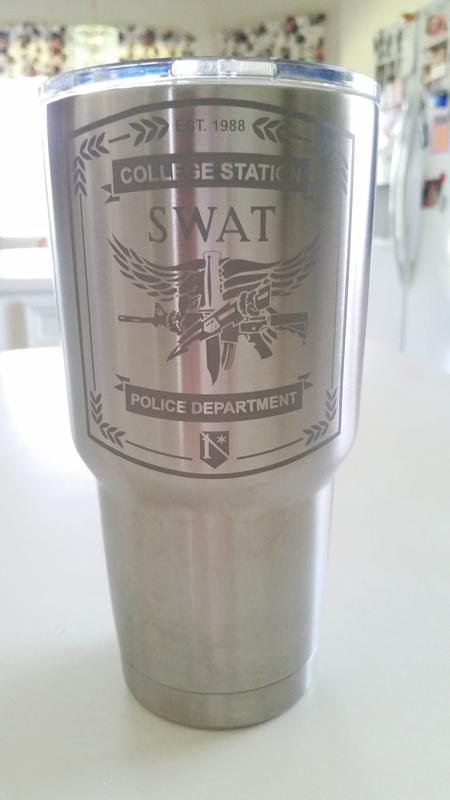 EST. 1988
COLLEGE STATION
SWAT
POLICE DEPARTMENT
N